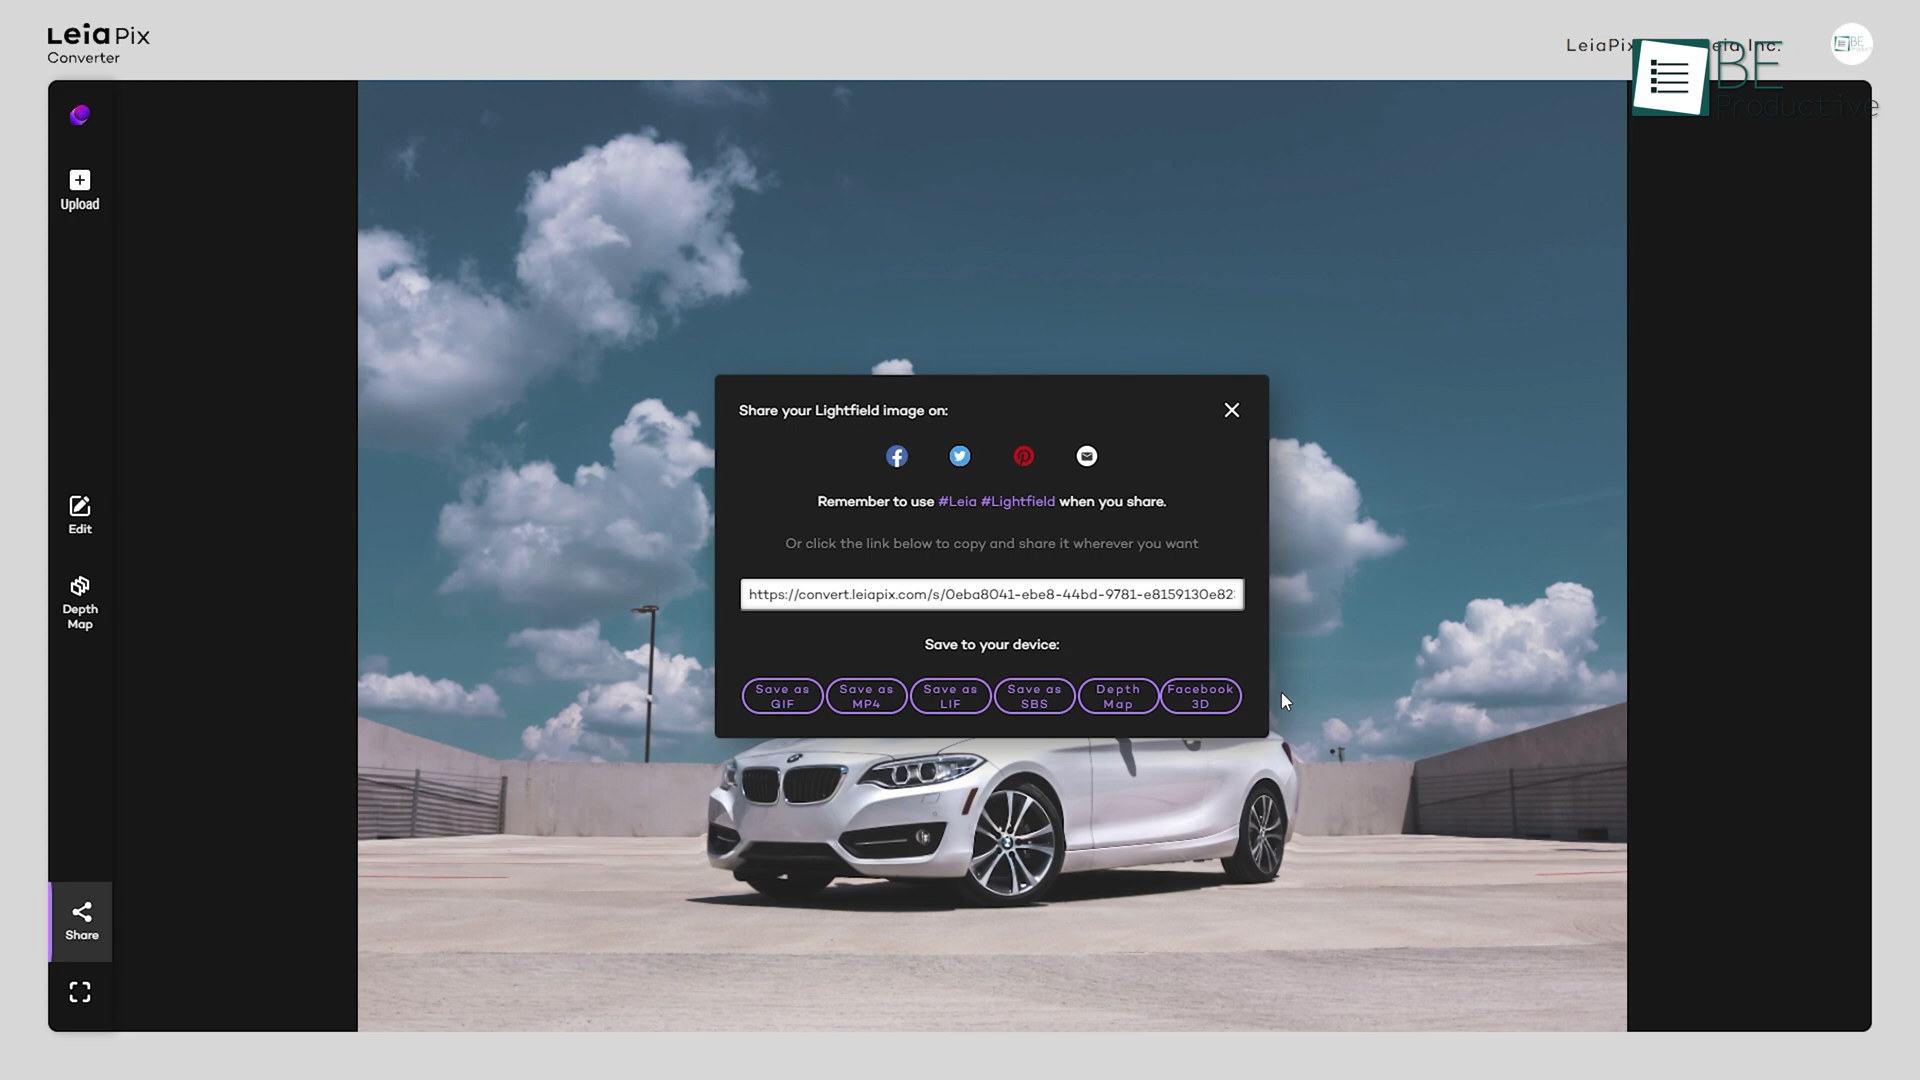 Leia Pix
Converter
LeiaPix
Leia Inc.
BE
Productive
Upload
Share your Lightfield image on:
Remember to use #Leia #Lightfield when you share.
Edit
Or click the link below to copy and share it wherever you want
https://convert.leiapix.com/s/0eba8041-ebe8-44bd-9781-e8159130e82
Depth
Map
Save to your device:
Save as
GIF
Save as
MP4
Save as
LIF
Save as
SBS
Depth
Map
Facebook
3D
Share